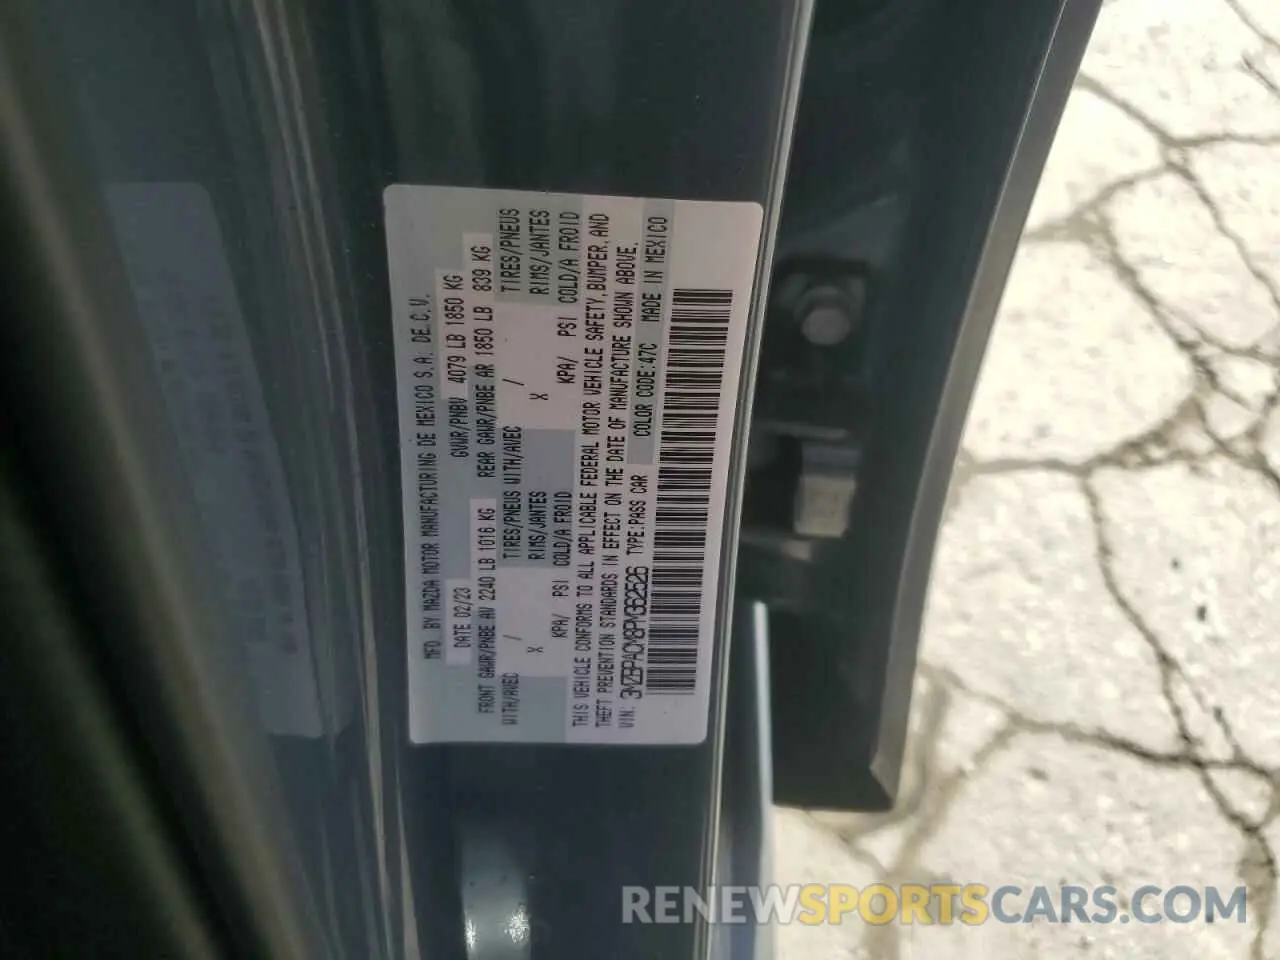 MFD. BY MAZDA MOTOR MANUFACTURING DE MEXICO S.A. DE C.V.
DATE 02/23 GVWR/PNBV 4079 LB 1850 KG
FRONT GAWR/PNBE AV 2240 LB 1016 KG REAR GAWR/PNBE AR 1850 LB 839 KG
WITH/AVEC / TIRES/PNEUS WITH/AVEC / TIRES/PNEUS
X RIMS/JANTES X RIMS/JANTES
KPA/ PSI COLD/A FROID KPA/ PSI COLD/A FROID
THIS VEHICLE CONFORMS TO ALL APPLICABLE FEDERAL MOTOR VEHICLE SAFETY, BUMPER, AND
THEFT PREVENTION STANDARDS IN EFFECT ON THE DATE OF MANUFACTURE SHOWN ABOVE.
VIN: 3MZBPACM8PM362526 TYPE:PASS CAR COLOR CODE:47C MADE IN MEXICO
RENEWSPORTSCARS.COM